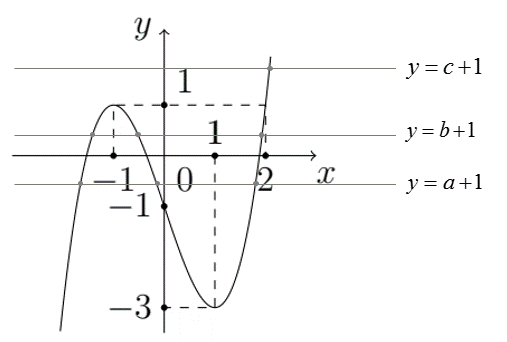 y
y = c+1
1
y = b+1
1
−1
0
2
x
y = a+1
−1
−3